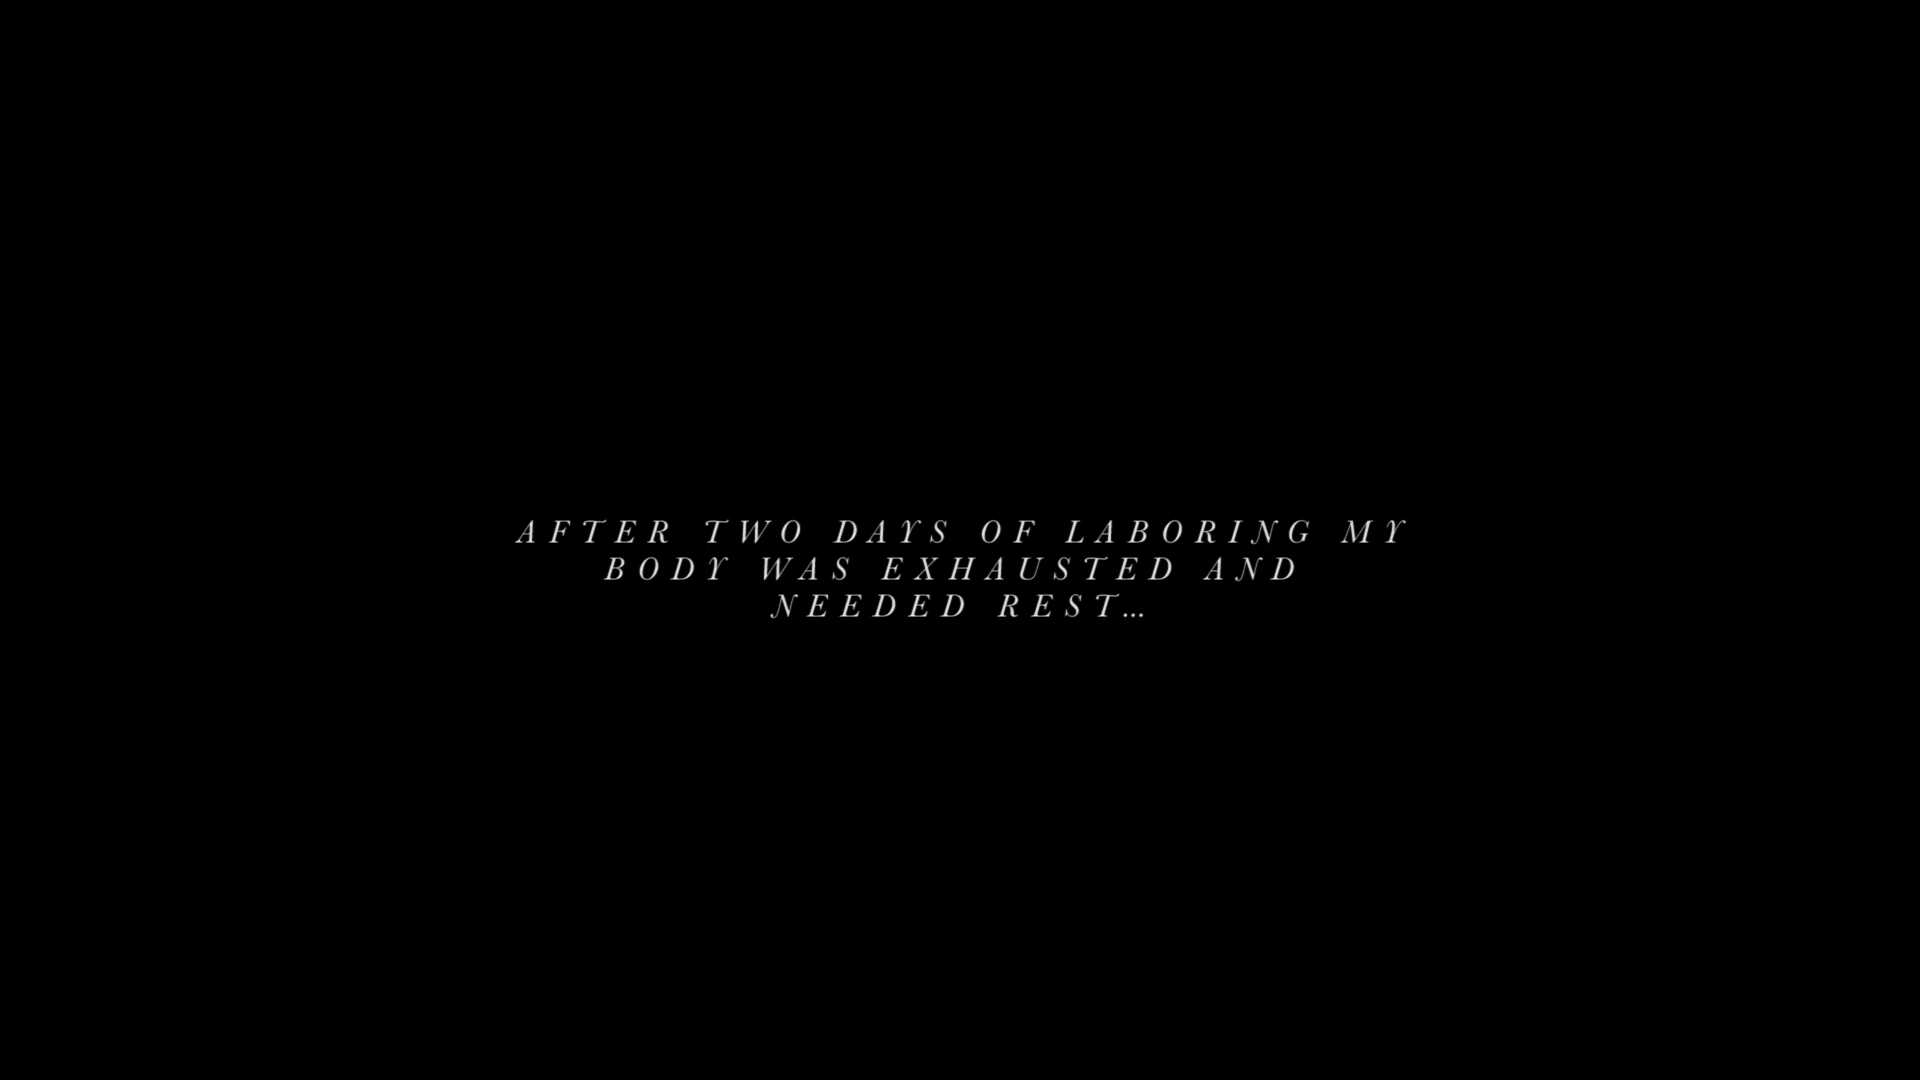 AFTER TWO DAYS OF LABORING MY
BODY WAS EXHAUSTED AND
NEEDED REST…